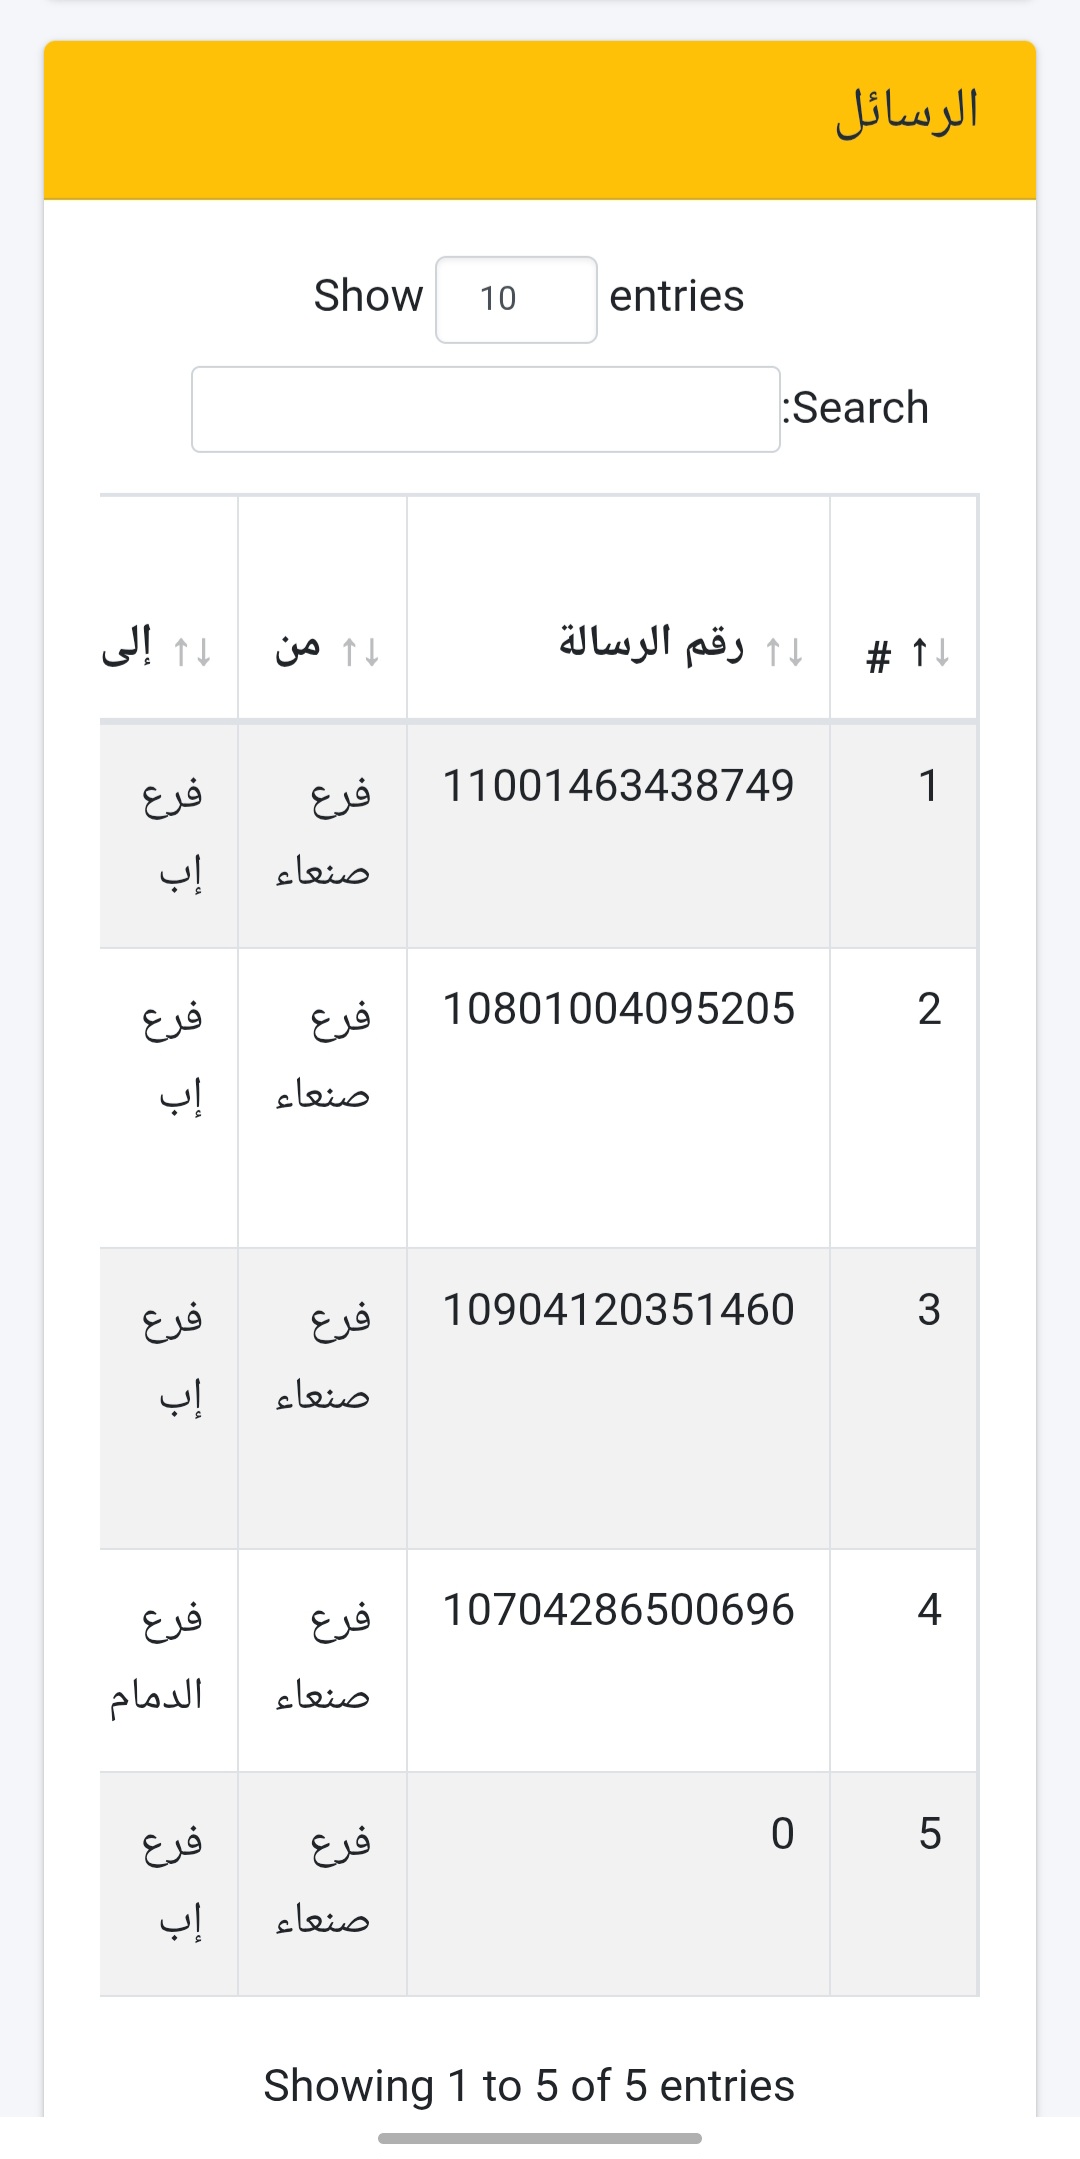 الرسائل
Show 10 entries
Search:
# رقم الرسالة من إلى
1 11001463438749 فرع صنعاء فرع إب
2 10801004095205 فرع صنعاء فرع إب
3 10904120351460 فرع صنعاء فرع إب
4 10704286500696 فرع صنعاء فرع الدمام
5 0 فرع صنعاء فرع إب
Showing 1 to 5 of 5 entries